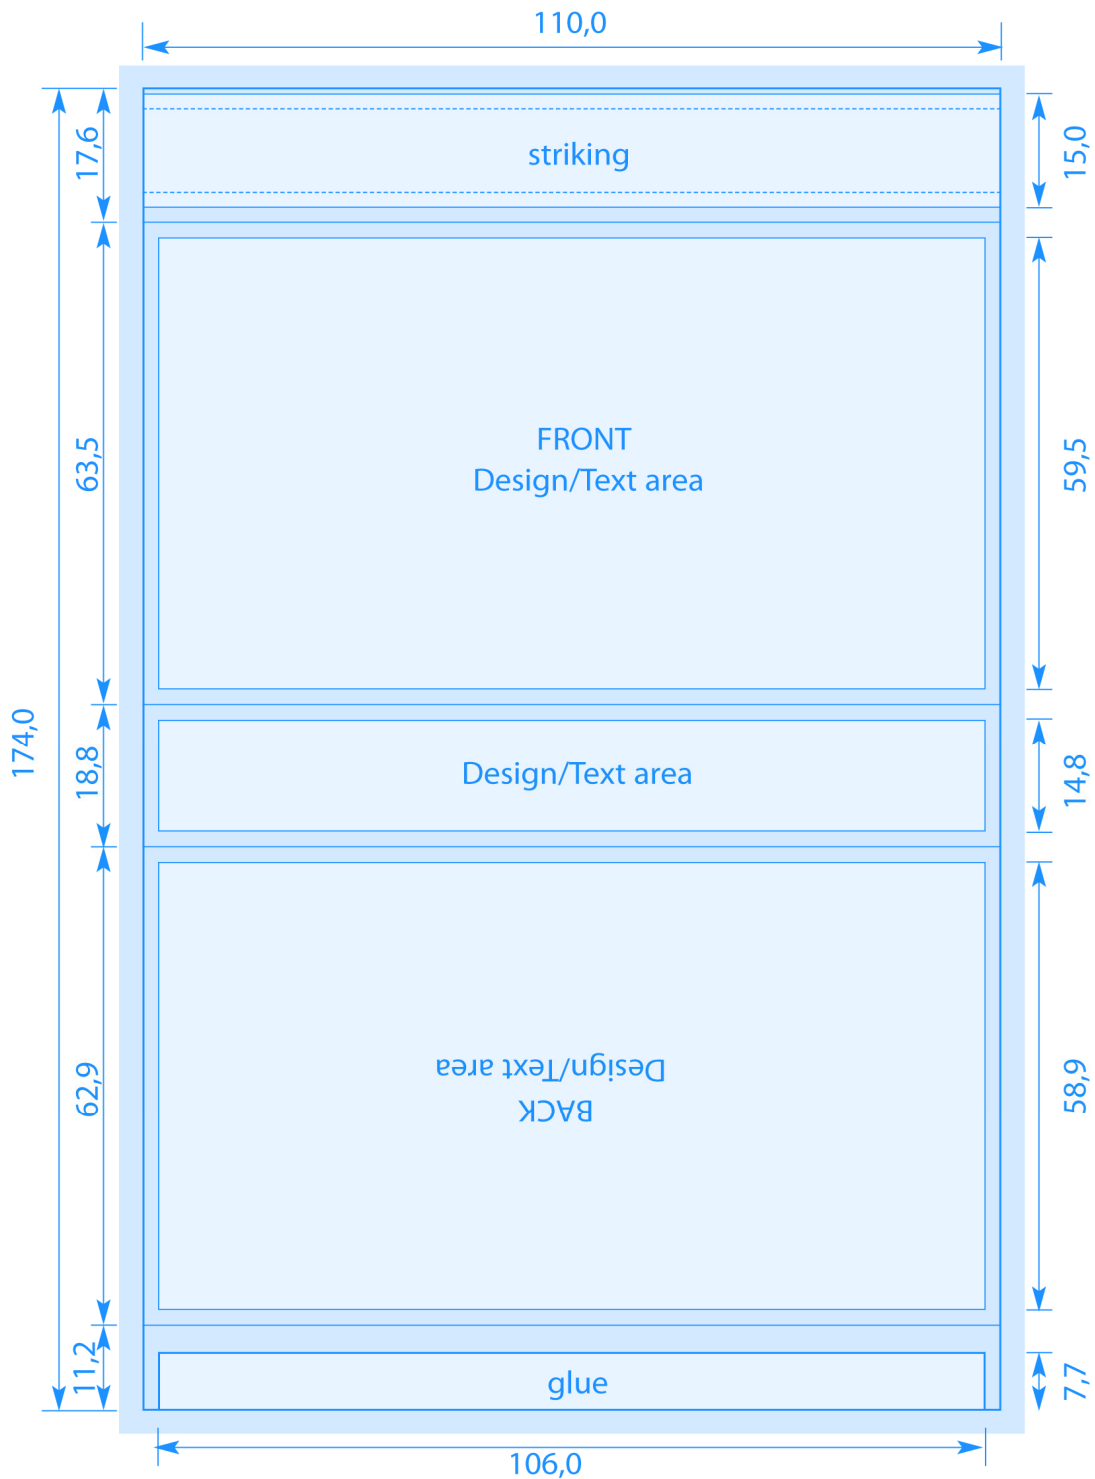 110,0
17,6
striking
15,0
63,5
FRONT
Design/Text area
59,5
174,0
18,8
Design/Text area
14,8
62,9
BACK
Design/Text area
58,9
11,2
glue
7,7
106,0